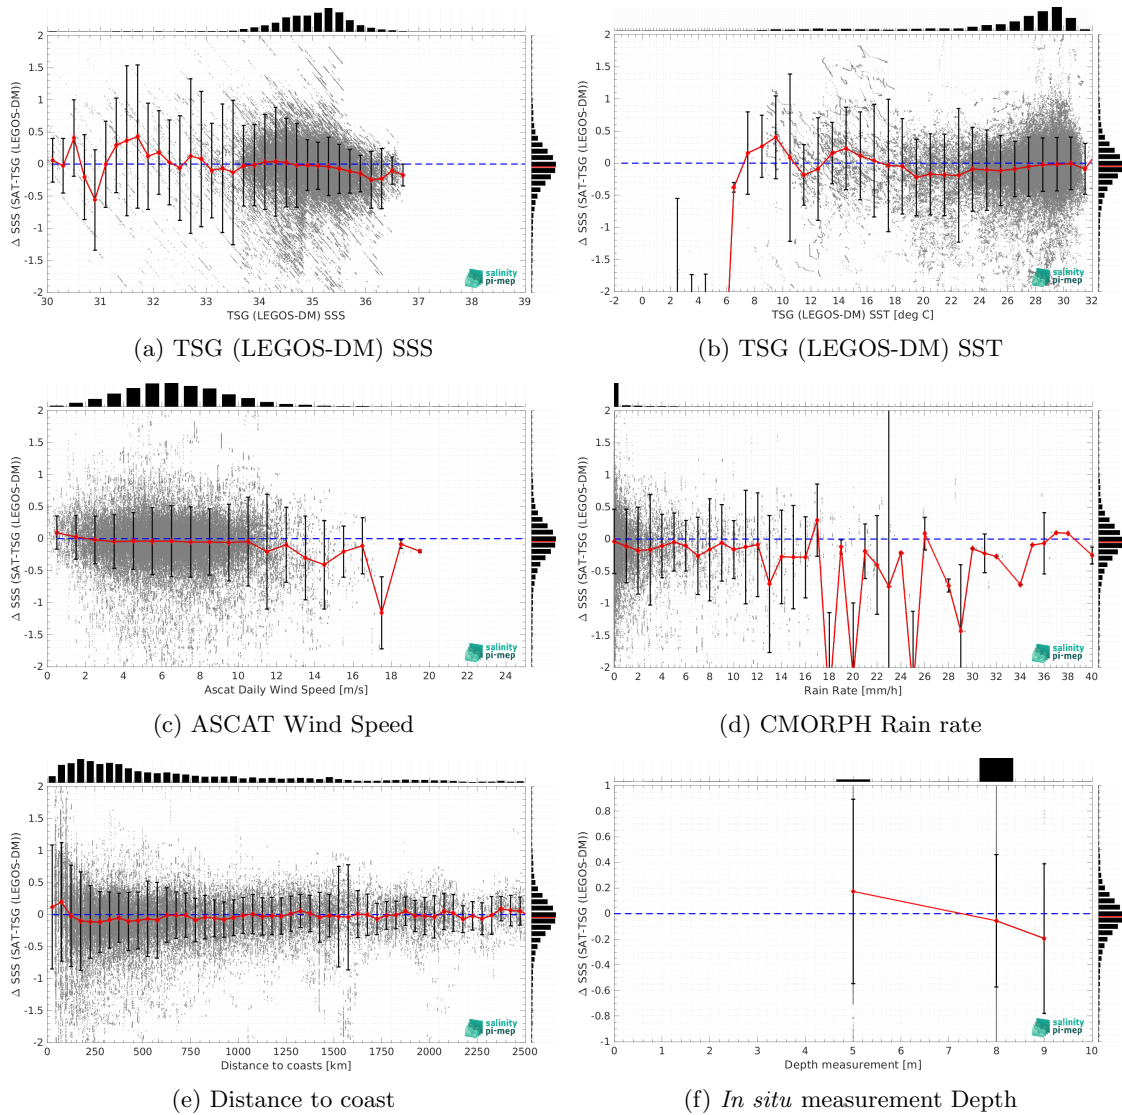 2
1.5
1
0.5
0
-0.5
-1
-1.5
-2
Δ SSS (SAT-TSG (LEGOS-DM))
30 31 32 33 34 35 36 37 38 39
TSG (LEGOS-DM) SSS
salinity
pi-mep
(a) TSG (LEGOS-DM) SSS
2
1.5
1
0.5
0
-0.5
-1
-1.5
-2
Δ SSS (SAT-TSG (LEGOS-DM))
-2 0 2 4 6 8 10 12 14 16 18 20 22 24 26 28 30 32
TSG (LEGOS-DM) SST [deg C]
salinity
pi-mep
(b) TSG (LEGOS-DM) SST
2
1.5
1
0.5
0
-0.5
-1
-1.5
-2
Δ SSS (SAT-TSG (LEGOS-DM))
0 2 4 6 8 10 12 14 16 18 20 22 24
Ascat Daily Wind Speed [m/s]
salinity
pi-mep
(c) ASCAT Wind Speed
2
1.5
1
0.5
0
-0.5
-1
-1.5
-2
Δ SSS (SAT-TSG (LEGOS-DM))
0 2 4 6 8 10 12 14 16 18 20 22 24 26 28 30 32 34 36 38 40
Rain Rate [mm/h]
salinity
pi-mep
(d) CMORPH Rain rate
2
1.5
1
0.5
0
-0.5
-1
-1.5
-2
Δ SSS (SAT-TSG (LEGOS-DM))
0 250 500 750 1000 1250 1500 1750 2000 2250 2500
Distance to coasts [km]
salinity
pi-mep
(e) Distance to coast
1
0.8
0.6
0.4
0.2
0
-0.2
-0.4
-0.6
-0.8
-1
Δ SSS (SAT-TSG (LEGOS-DM))
0 1 2 3 4 5 6 7 8 9 10
Depth measurement [m]
salinity
pi-mep
(f) In situ measurement Depth